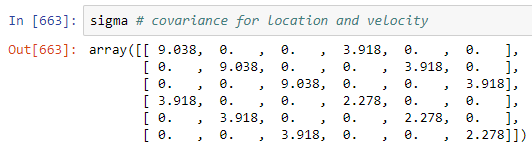 In [663]: sigma # covariance for location and velocity
Out[663]: array([[ 9.038, 0.   , 0.   , 3.918, 0.   , 0.   ],
[ 0.   , 9.038, 0.   , 0.   , 3.918, 0.   ],
[ 0.   , 0.   , 9.038, 0.   , 0.   , 3.918],
[ 3.918, 0.   , 0.   , 2.278, 0.   , 0.   ],
[ 0.   , 3.918, 0.   , 0.   , 2.278, 0.   ],
[ 0.   , 0.   , 3.918, 0.   , 0.   , 2.278]])